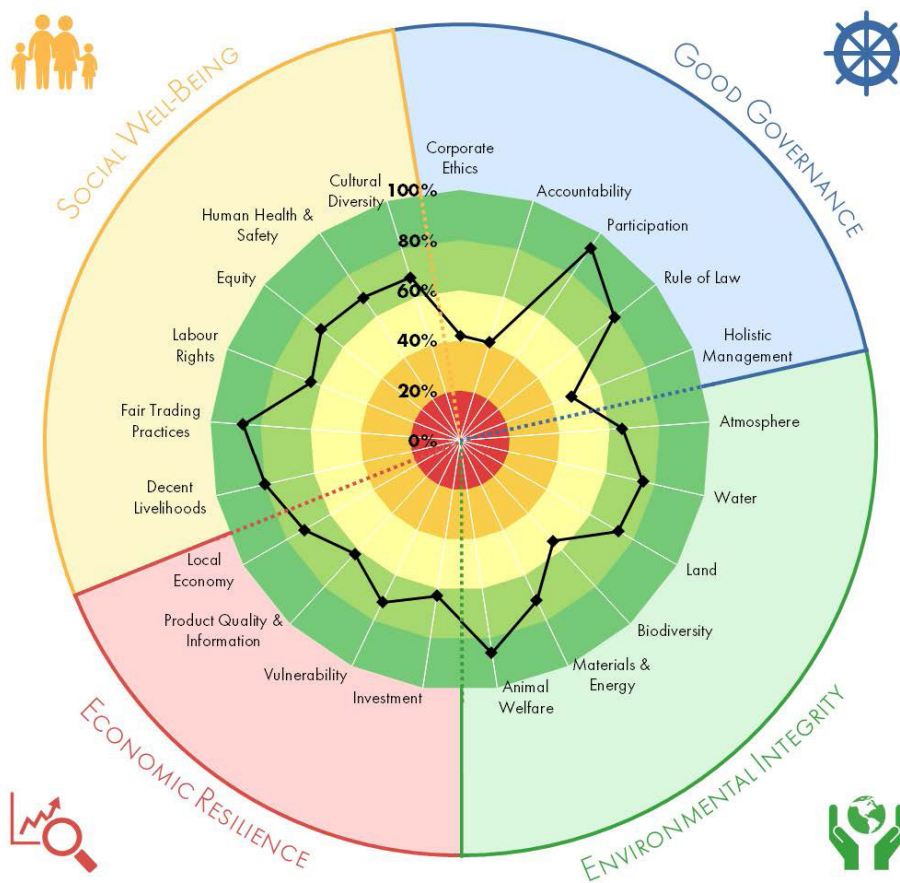 SOCIAL WELL-BEING
GOOD GOVERNANCE
Corporate
Ethics
Accountability
Participation
Rule of Law
Holistic
Management
Atmosphere
Water
Land
Biodiversity
Materials &
Energy
Animal
Welfare
Investment
Vulnerability
Product Quality &
Information
Local
Economy
Decent
Livelihoods
Fair Trading
Practices
Labour
Rights
Equity
Human Health &
Safety
Cultural
Diversity
100%
80%
60%
40%
20%
0%
ECONOMIC RESILIENCE
ENVIRONMENTAL INTEGRITY